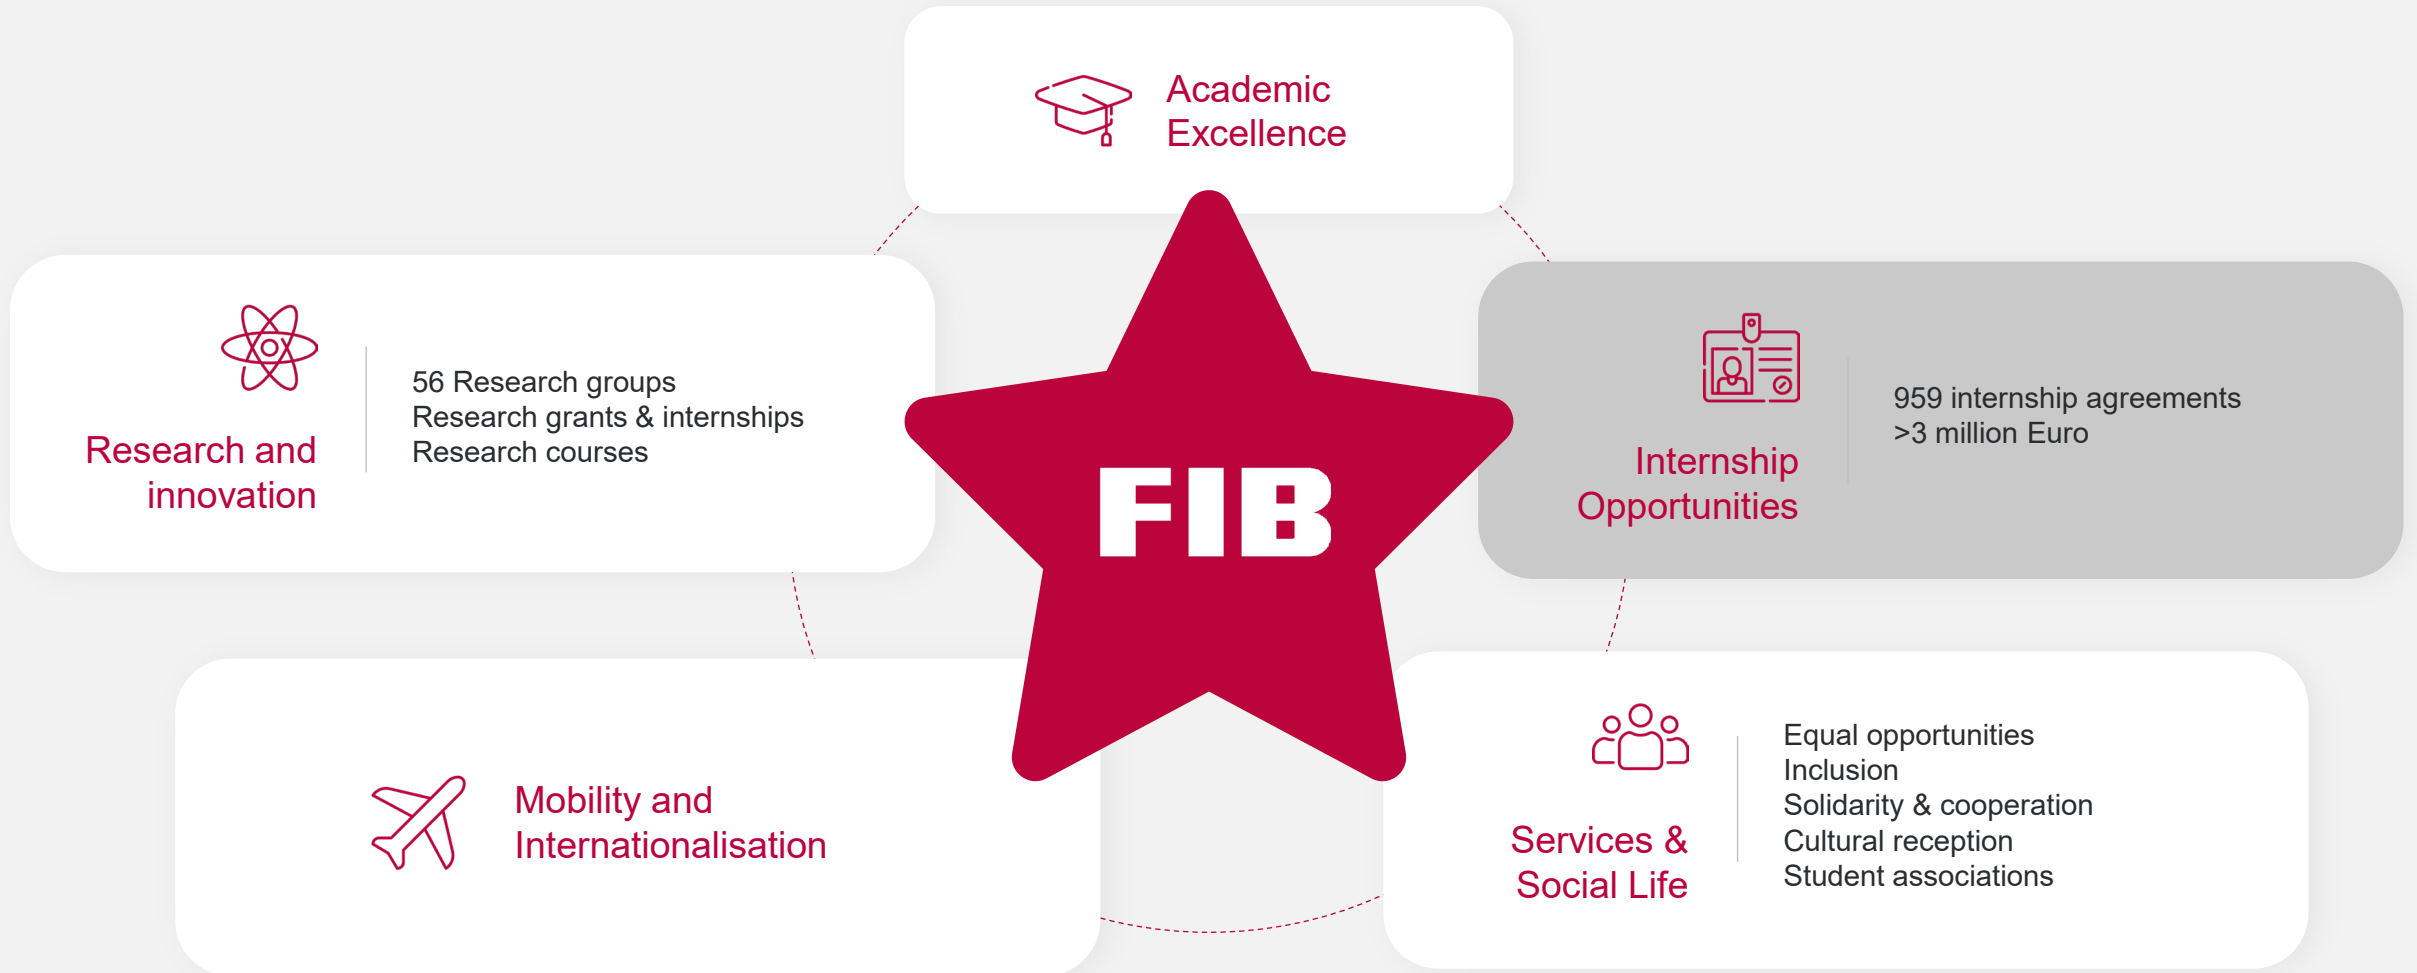 Academic
Excellence
Research and
innovation
56 Research groups
Research grants & internships
Research courses
FIB
Internship
Opportunities
959 internship agreements
>3 million Euro
Mobility and
Internationalisation
Services &
Social Life
Equal opportunities
Inclusion
Solidarity & cooperation
Cultural reception
Student associations